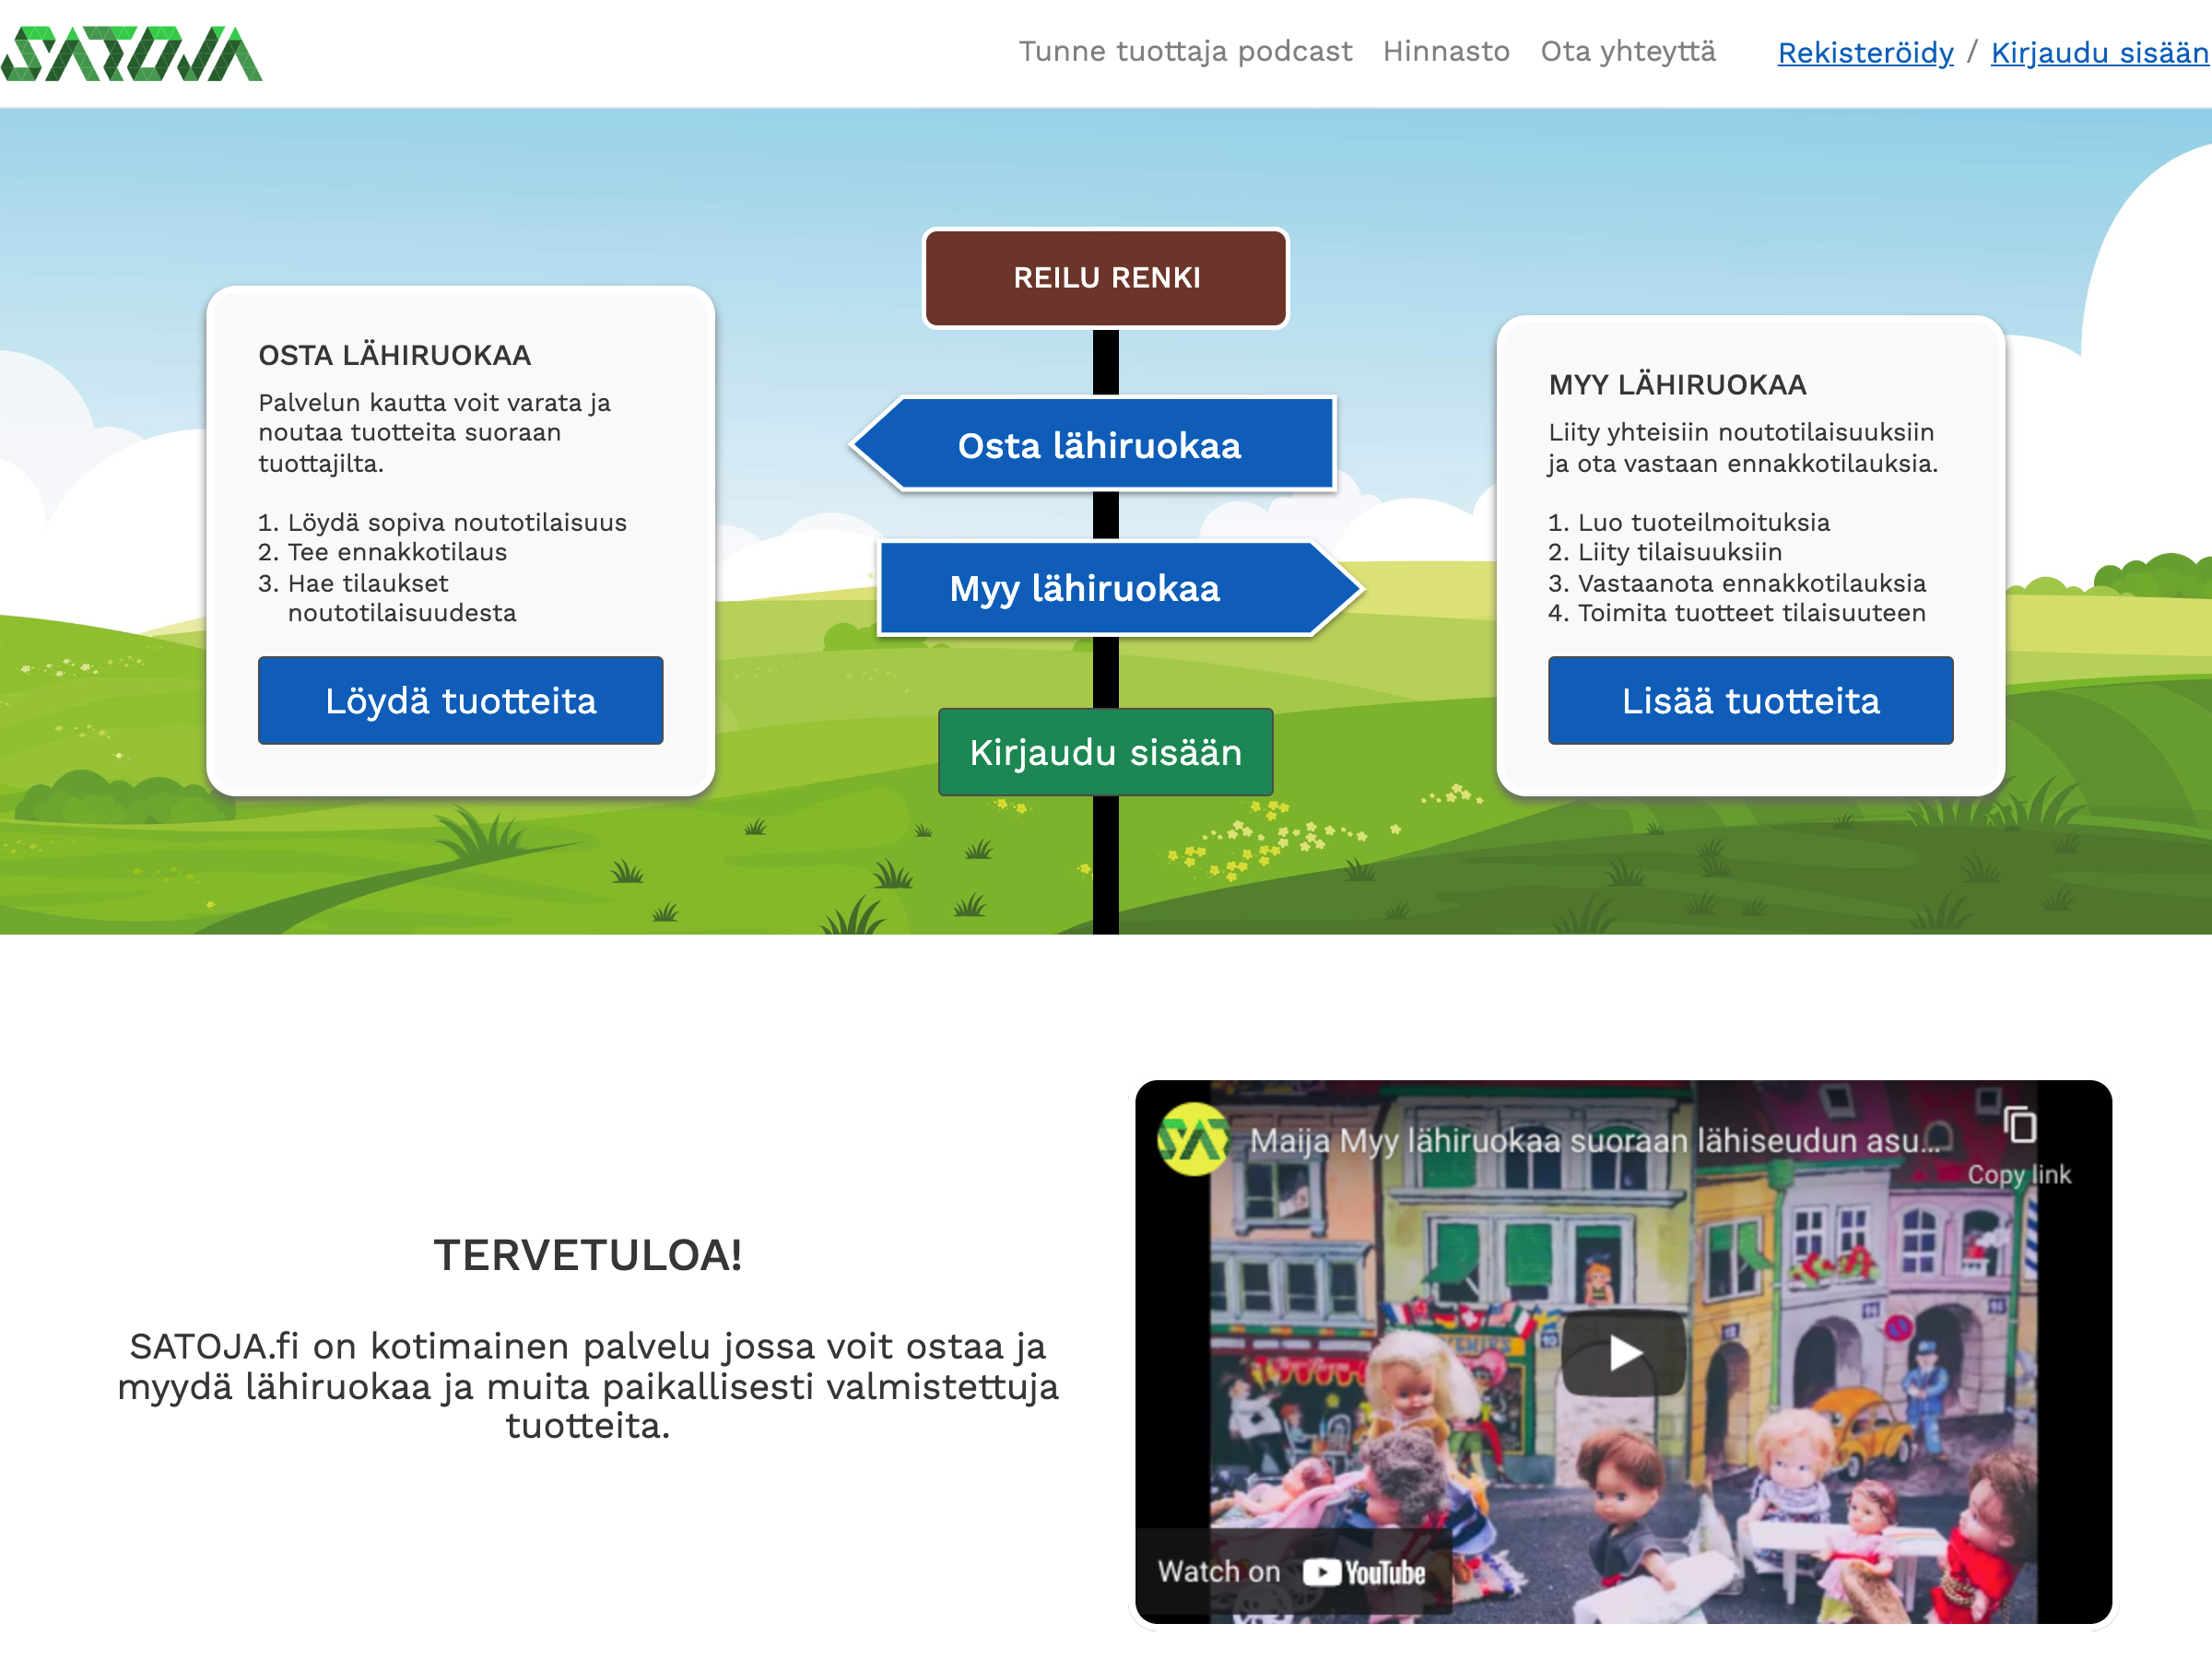 SATOJA
Tunne tuottaja podcast Hinnasto Ota yhteyttä Rekisteröidy / Kirjaudu sisään
REILU RENKI
OSTA LÄHIRUOKAA
Palvelun kautta voit varata ja
noutaa tuotteita suoraan
tuottajilta.
1. Löydä sopiva noutotilaisuus
2. Tee ennakkotilaus
3. Hae tilaukset
noutotilaisuudesta
Löydä tuotteita
Osta lähiruokaa
Myy lähiruokaa
Kirjaudu sisään
MYY LÄHIRUOKAA
Liity yhteisiin noutotilaisuuksiin
ja ota vastaan ennakkotilauksia.
1. Luo tuoteilmoituksia
2. Liity tilaisuuksiin
3. Vastaanota ennakkotilauksia
4. Toimita tuotteet tilaisuuteen
Lisää tuotteita
TERVETULOA!
SATOJA.fi on kotimainen palvelu jossa voit ostaa ja
myydä lähiruokaa ja muita paikallisesti valmistettuja
tuotteita.
SAT
Maija Myy lähiruokaa suoraan lähiseudun asu...
Copy link
Watch on YouTube